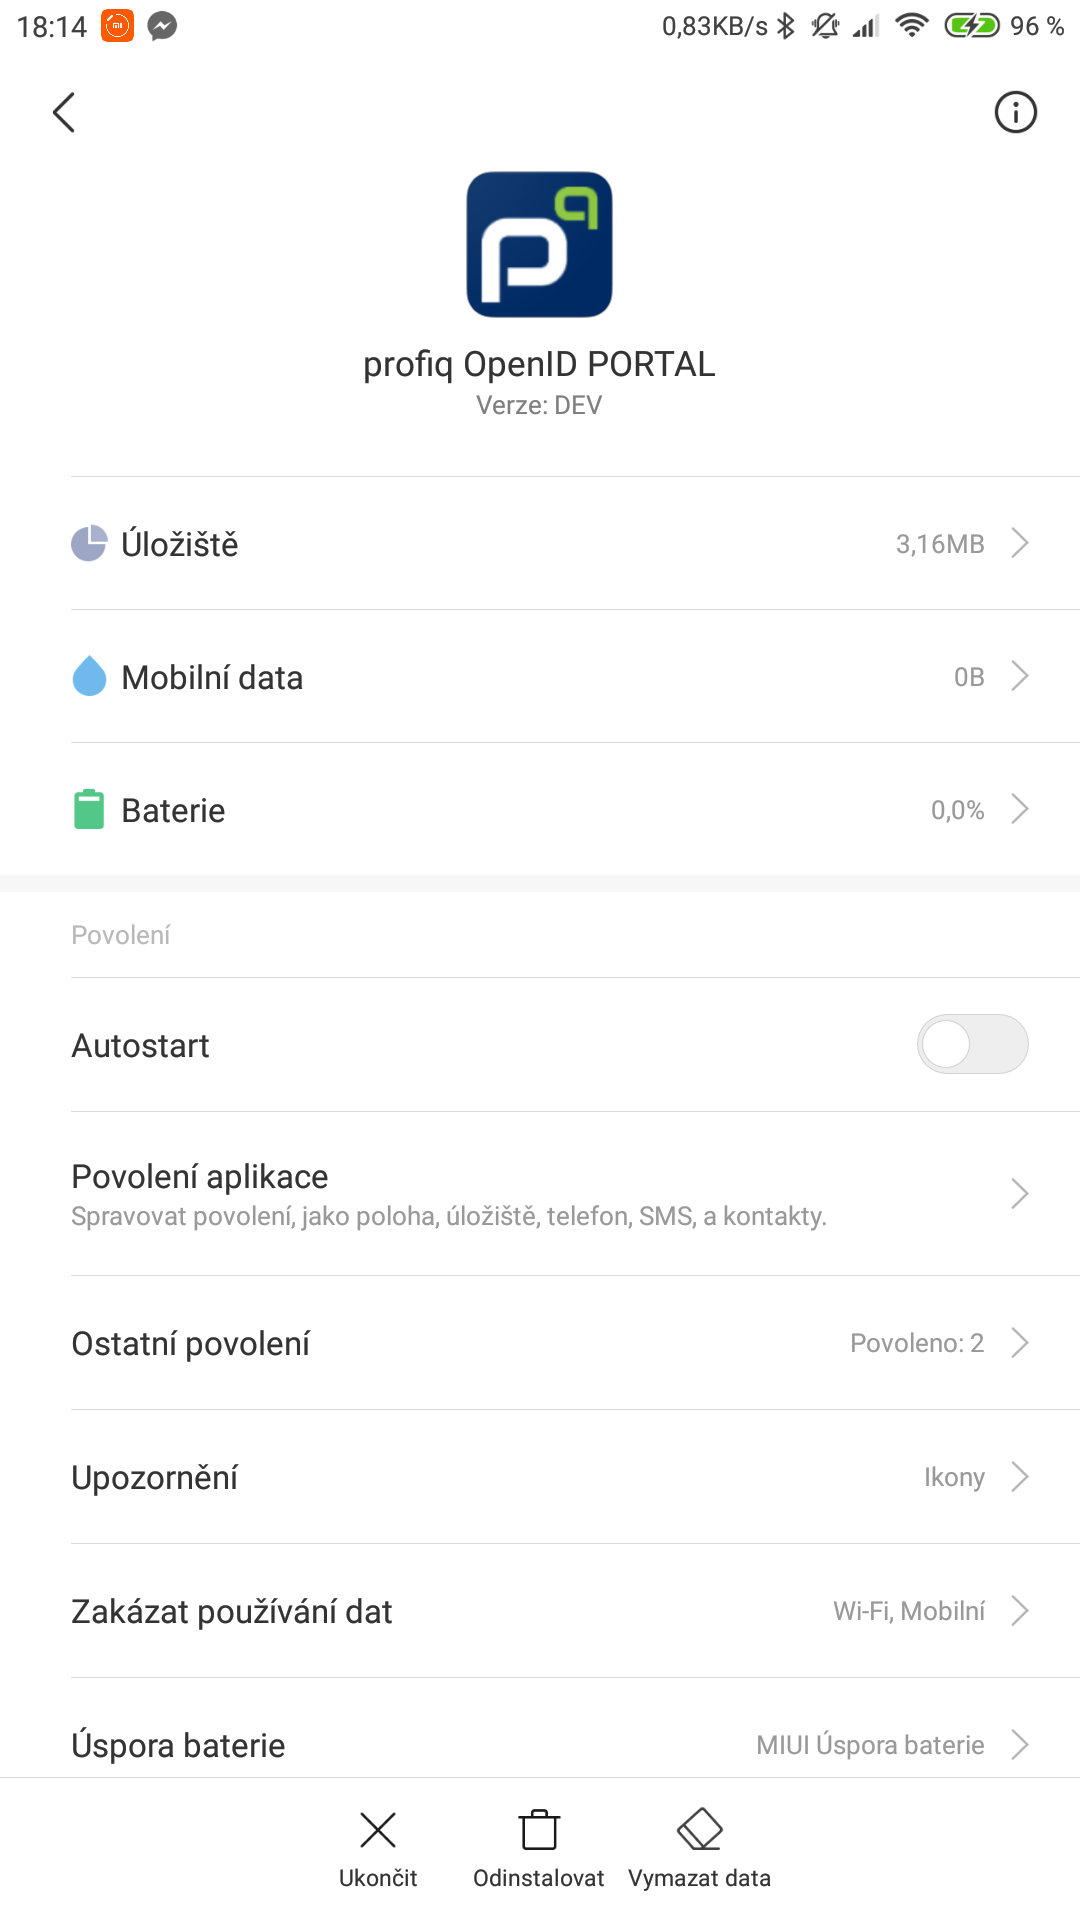 18:14 0,83KB/s 96 %
profiq OpenID PORTAL
Verze: DEV
Úložiště 3,16MB
Mobilní data 0B
Baterie 0,0%
Povolení
Autostart
Povolení aplikace
Spravovat povolení, jako poloha, úložiště, telefon, SMS, a kontakty.
Ostatní povolení Povoleno: 2
Upozornění Ikony
Zakázat používání dat Wi-Fi, Mobilní
Úspora baterie MIUI Úspora baterie
Ukončit Odinstalovat Vymazat data